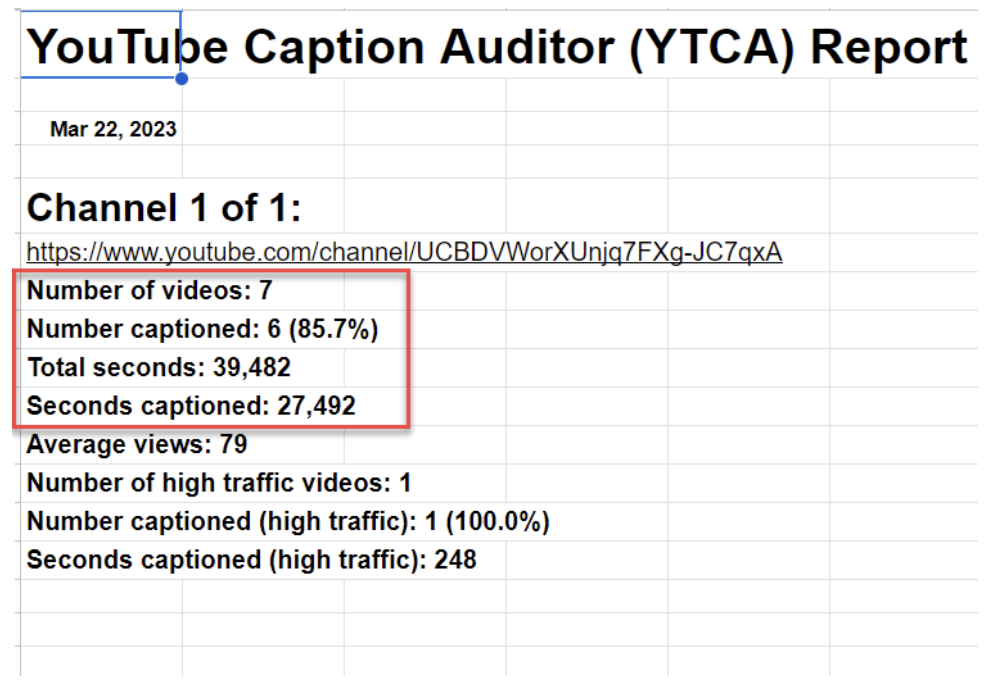 YouTube Caption Auditor (YTCA) Report
Mar 22, 2023
Channel 1 of 1:
https://www.youtube.com/channel/UCBDVWorXUnjq7FXg-JC7qxA
Number of videos: 7
Number captioned: 6 (85.7%)
Total seconds: 39,482
Seconds captioned: 27,492
Average views: 79
Number of high traffic videos: 1
Number captioned (high traffic): 1 (100.0%)
Seconds captioned (high traffic): 248